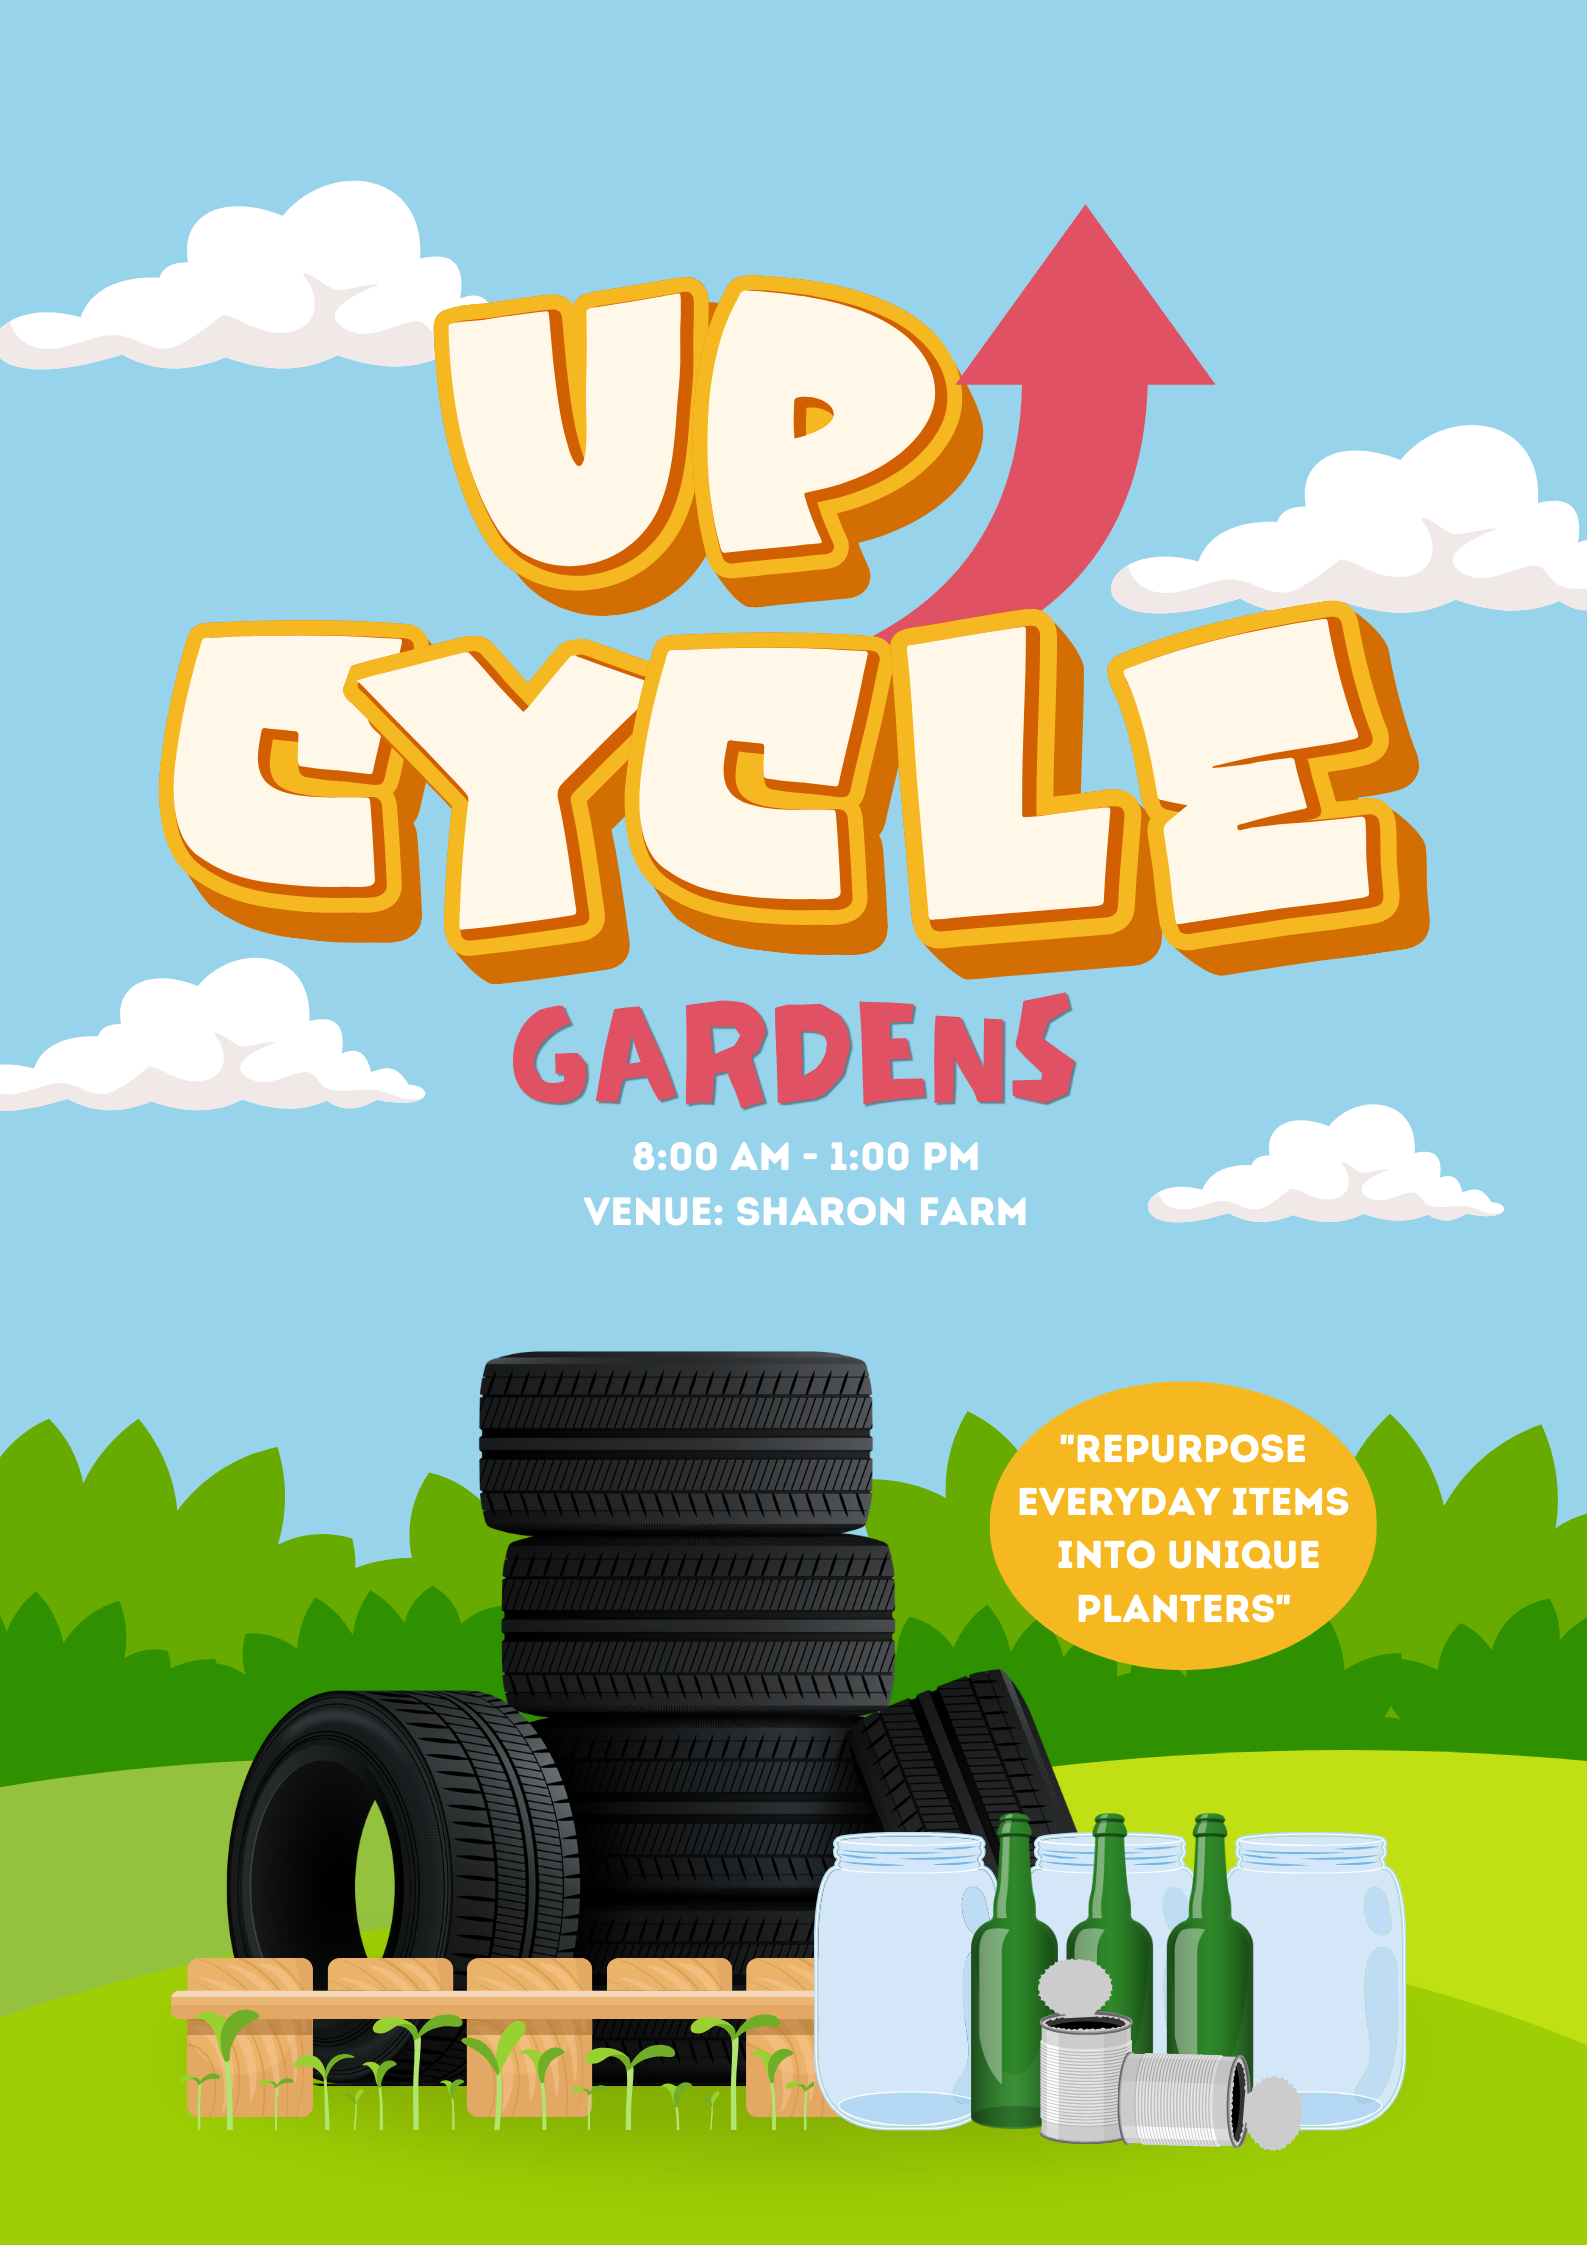 UP
CYCLE
GARDENS
8:00 AM - 1:00 PM
VENUE: SHARON FARM
"REPURPOSE
EVERYDAY ITEMS
INTO UNIQUE
PLANTERS"